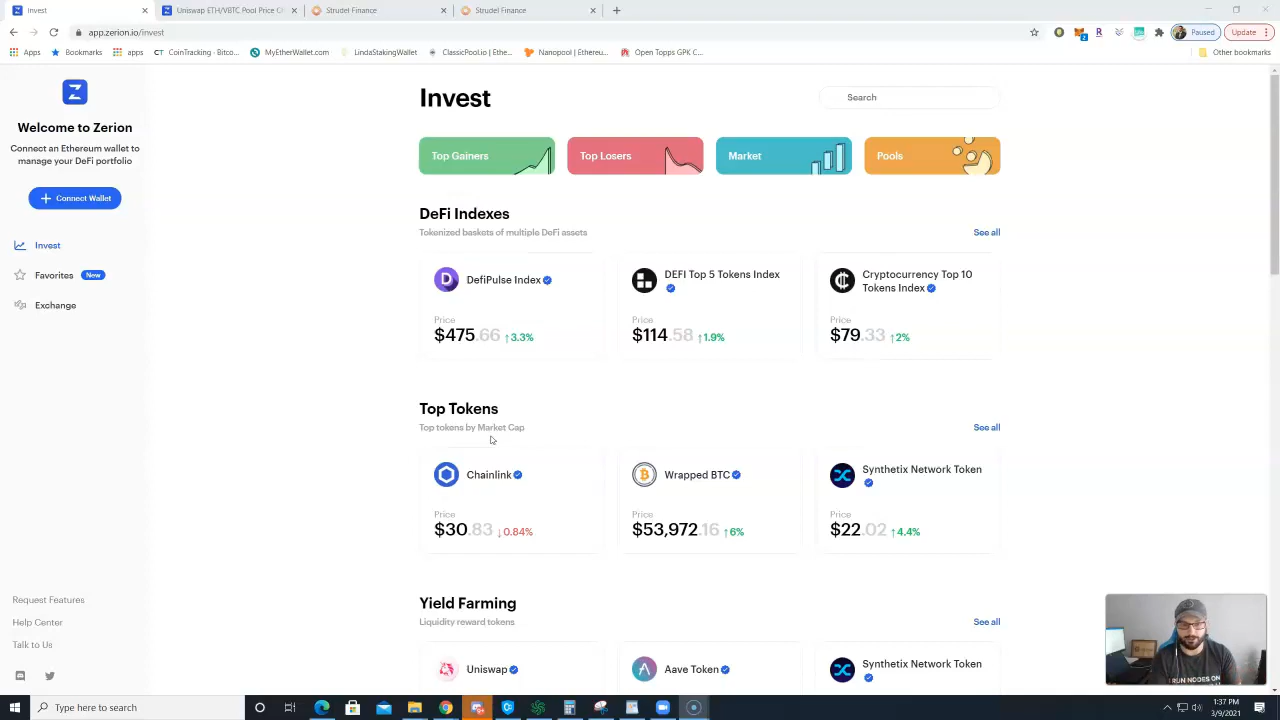 Invest
Uniswap ETH/VBTC Pool Price C
Strudel Finance
Strudel Finance
app.zerion.io/invest
Paused
Update
Apps
Bookmarks
apps
CoinTracking · Bitco...
MyEtherWallet.com
LindaStakingWallet
ClassicPool.io | Ethe...
Nanopool | Ethereu...
Open Topps GPK C...
Other bookmarks
Welcome to Zerion
Connect an Ethereum wallet to
manage your DeFi portfolio
Connect Wallet
Invest
Favorites New
Exchange
Request Features
Help Center
Talk to Us
Invest
Search
Top Gainers
Top Losers
Market
Pools
DeFi Indexes
Tokenized baskets of multiple DeFi assets
See all
DefiPulse Index
Price
$475.66 ↑3.3%
DEFI Top 5 Tokens Index
Price
$114.58 ↑1.9%
Cryptocurrency Top 10
Tokens Index
Price
$79.33 ↑2%
Top Tokens
Top tokens by Market Cap
See all
Chainlink
Price
$30.83 ↓0.84%
Wrapped BTC
Price
$53,972.16 ↑6%
Synthetix Network Token
Price
$22.02 ↑4.4%
Yield Farming
Liquidity reward tokens
See all
Uniswap
Aave Token
Synthetix Network Token
I RUN NODES ON
Type here to search
1:37 PM
3/9/2021